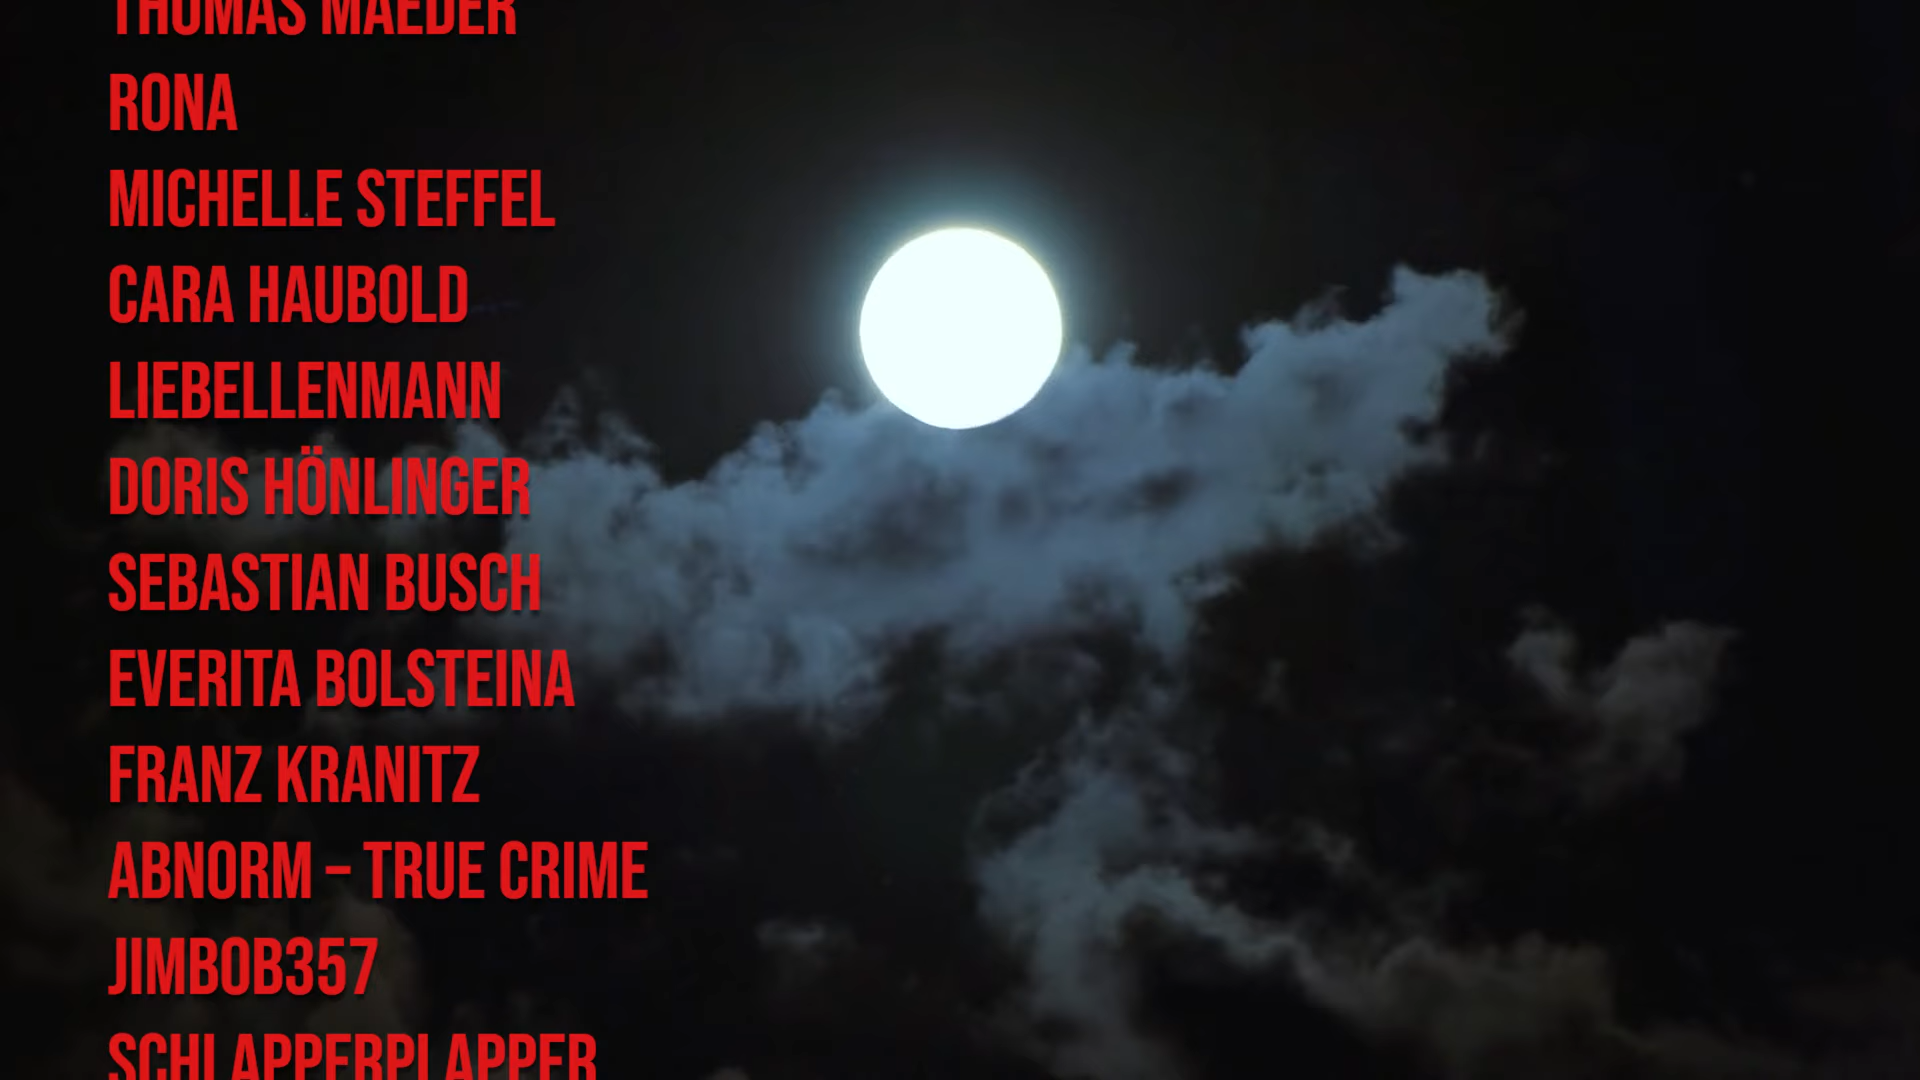 THOMAS MAEDER
RONA
MICHELLE STEFFEL
CARA HAUBOLD
LIEBELLENMANN
DORIS HÖNLINGER
SEBASTIAN BUSCH
EVERITA BOLSTEINA
FRANZ KRANITZ
ABNORM – TRUE CRIME
JIMBOB357
SCHLAPPERPLAPPER